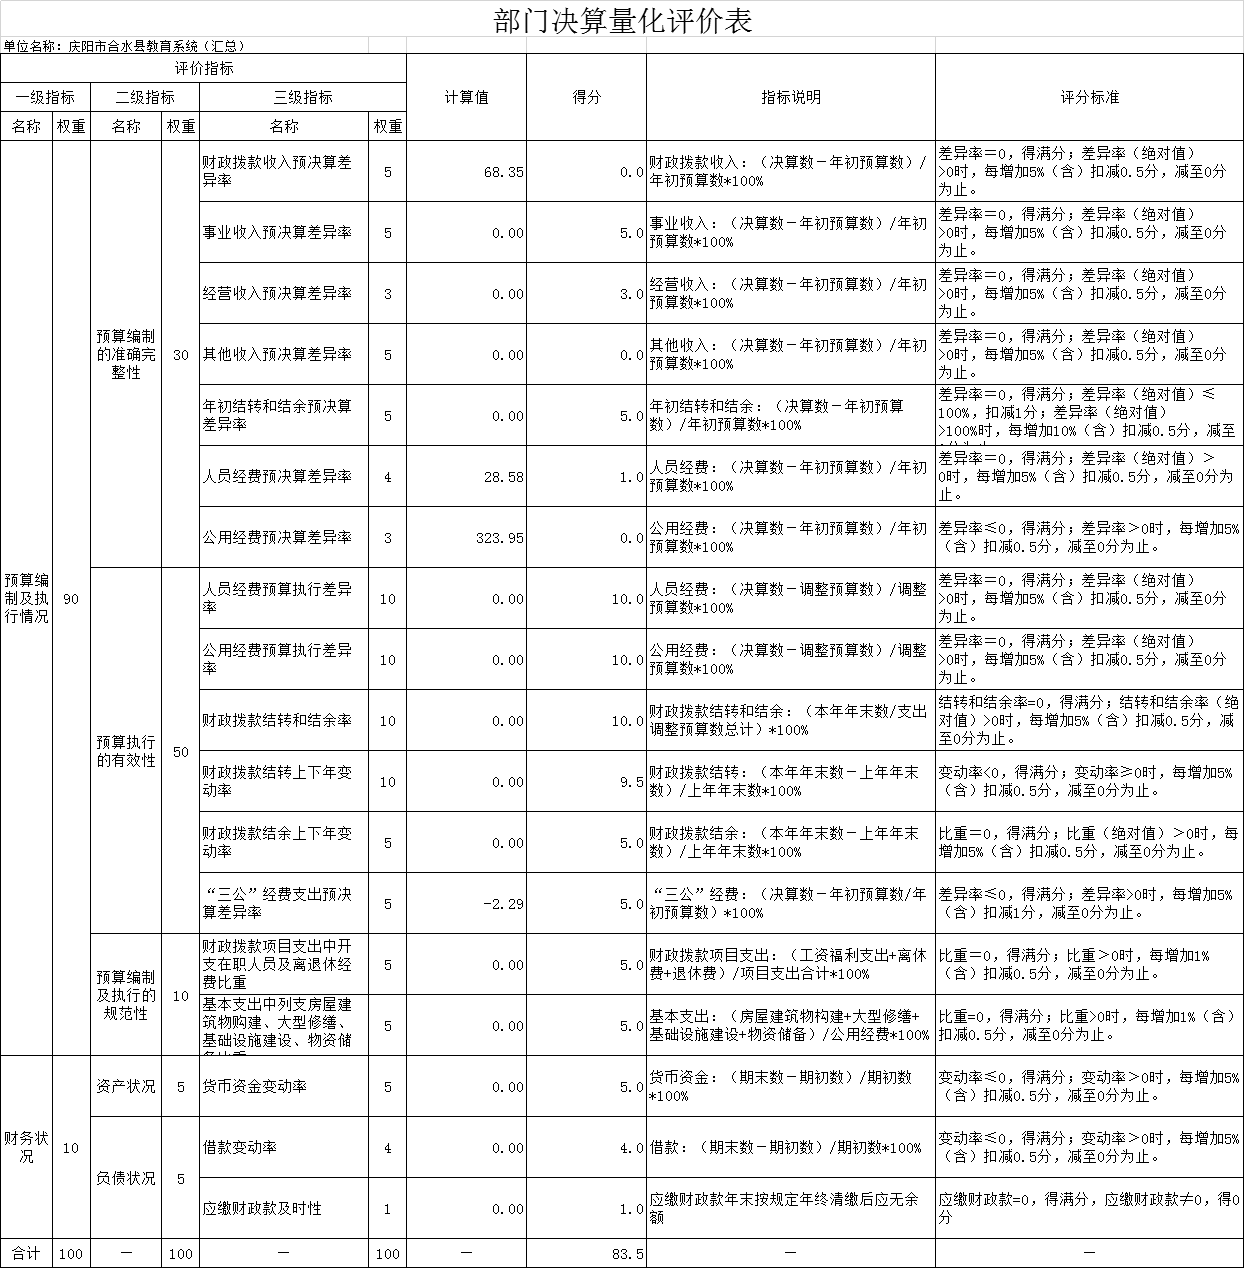 部门决算量化评价表
单位名称：庆阳市合水县教育系统（汇总）
评价指标
计算值
得分
指标说明
评分标准
一级指标
二级指标
三级指标
名称
权重
名称
权重
名称
权重
预算编
制及执
行情况
90
预算编制
的准确完
整性
30
财政拨款收入预决算差
异率
5
68.35
0.0
财政拨款收入：（决算数－年初预算数）/
年初预算数*100%
差异率＝0，得满分；差异率（绝对值）
>0时，每增加5%（含）扣减0.5分，减至0分
为止。
事业收入预决算差异率
5
0.00
5.0
事业收入：（决算数－年初预算数）/年初
预算数*100%
差异率＝0，得满分；差异率（绝对值）
>0时，每增加5%（含）扣减0.5分，减至0分
为止。
经营收入预决算差异率
3
0.00
3.0
经营收入：（决算数－年初预算数）/年初
预算数*100%
差异率＝0，得满分；差异率（绝对值）
>0时，每增加5%（含）扣减0.5分，减至0分
为止。
其他收入预决算差异率
5
0.00
0.0
其他收入：（决算数－年初预算数）/年初
预算数*100%
差异率＝0，得满分；差异率（绝对值）
>0时，每增加5%（含）扣减0.5分，减至0分
为止。
年初结转和结余预决算
差异率
5
0.00
5.0
年初结转和结余：（决算数－年初预算
数）/年初预算数*100%
差异率＝0，得满分；差异率（绝对值）≤
100%，扣减1分；差异率（绝对值）
>100%时，每增加10%（含）扣减0.5分，减至
人员经费预决算差异率
4
28.58
1.0
人员经费：（决算数－年初预算数）/年初
预算数*100%
差异率＝0，得满分；差异率（绝对值）＞
0时，每增加5%（含）扣减0.5分，减至0分为
止。
公用经费预决算差异率
3
323.95
0.0
公用经费：（决算数－年初预算数）/年初
预算数*100%
差异率≤0，得满分；差异率＞0时，每增加5%
（含）扣减0.5分，减至0分为止。
预算执行
的有效性
50
人员经费预算执行差异
率
10
0.00
10.0
人员经费：（决算数－调整预算数）/调整
预算数*100%
差异率＝0，得满分；差异率（绝对值）
>0时，每增加5%（含）扣减0.5分，减至0分
为止。
公用经费预算执行差异
率
10
0.00
10.0
公用经费：（决算数－调整预算数）/调整
预算数*100%
差异率＝0，得满分；差异率（绝对值）
>0时，每增加5%（含）扣减0.5分，减至0分
为止。
财政拨款结转和结余率
10
0.00
10.0
财政拨款结转和结余：（本年年末数/支出
调整预算数总计）*100%
结转和结余率=0，得满分；结转和结余率（绝
对值）>0时，每增加5%（含）扣减0.5分，减
至0分为止。
财政拨款结转上下年变
动率
10
0.00
9.5
财政拨款结转：（本年年末数－上年年末
数）/上年年末数*100%
变动率<0，得满分；变动率≥0时，每增加5%
（含）扣减0.5分，减至0分为止。
财政拨款结余上下年变
动率
5
0.00
5.0
财政拨款结余：（本年年末数－上年年末
数）/上年年末数*100%
比重＝0，得满分；比重（绝对值）＞0时，每
增加5%（含）扣减0.5分，减至0分为止。
“三公”经费支出预决
算差异率
5
-2.29
5.0
“三公”经费：（决算数－年初预算数/年
初预算数）*100%
差异率≤0，得满分；差异率>0时，每增加5%
（含）扣减1分，减至0分为止。
预算编制
及执行的
规范性
10
财政拨款项目支出中开
支在职人员及离退休经
费比重
5
0.00
5.0
财政拨款项目支出：（工资福利支出+离休
费+退休费）/项目支出合计*100%
比重＝0，得满分；比重＞0时，每增加1%
（含）扣减0.5分，减至0分为止。
基本支出中列支房屋建
筑物购建、大型修缮、
基础设施建设、物资储
5
0.00
5.0
基本支出：（房屋建筑物构建+大型修缮+
基础设施建设+物资储备）/公用经费*100%
比重=0，得满分；比重>0时，每增加1%（含）
扣减0.5分，减至0分为止。
财务状
况
10
资产状况
5
货币资金变动率
5
0.00
5.0
货币资金：（期末数－期初数）/期初数
*100%
变动率≤0，得满分；变动率＞0时，每增加5%
（含）扣减0.5分，减至0分为止。
负债状况
5
借款变动率
4
0.00
4.0
借款：（期末数－期初数）/期初数*100%
变动率≤0，得满分；变动率＞0时，每增加5%
（含）扣减0.5分，减至0分为止。
应缴财政款及时性
1
0.00
1.0
应缴财政款年末按规定年终清缴后应无余
额
应缴财政款=0，得满分，应缴财政款≠0，得0
分
合计
100
－
100
－
100
－
83.5
－
－